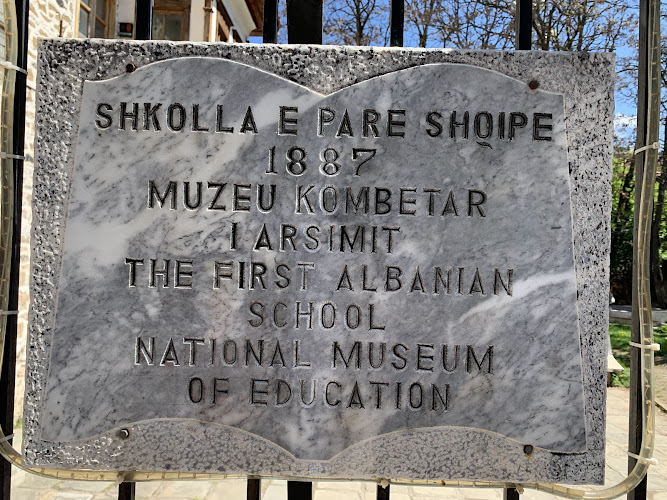 SHKOLLA E PARE SHQIPE
1887
MUZEU KOMBETAR
I ARSIMIT
THE FIRST ALBANIAN
SCHOOL
NATIONAL MUSEUM
OF EDUCATION